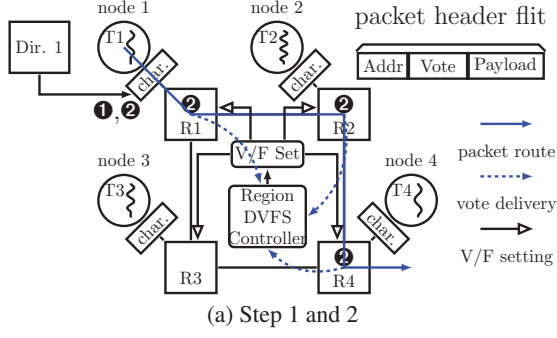 node 1
node 2
packet header flit
Dir. 1
T1
T2
char.
char.
Addr
Vote
Payload
❶,❷
❷
R1
❷
R2
packet route
node 3
V/F Set
node 4
T3
T4
vote delivery
char.
Region
DVFS
Controller
char.
V/F setting
R3
❷
R4
(a) Step 1 and 2